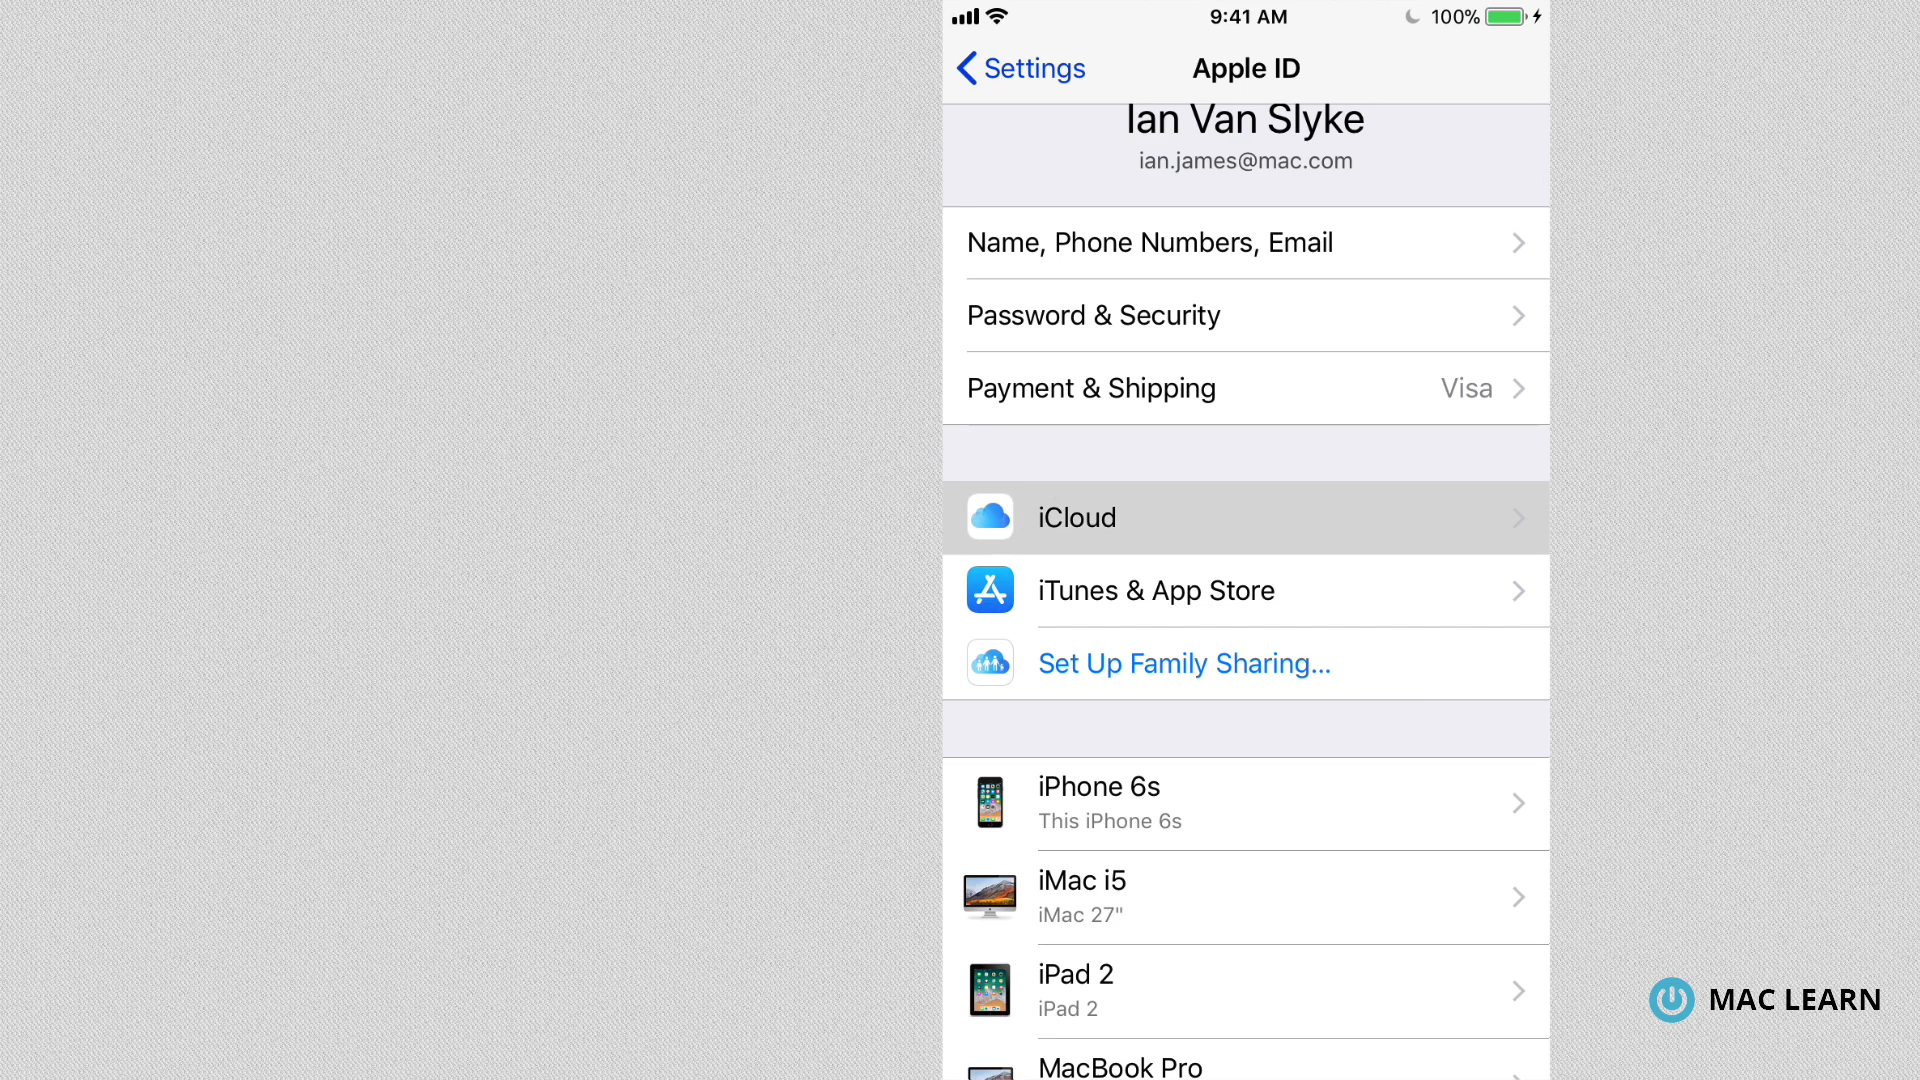 9:41 AM
100%
Settings
Apple ID
Ian Van Slyke
ian.james@mac.com
Name, Phone Numbers, Email
Password & Security
Payment & Shipping
Visa
iCloud
iTunes & App Store
Set Up Family Sharing...
iPhone 6s
This iPhone 6s
iMac i5
iMac 27"
iPad 2
iPad 2
MacBook Pro
MAC LEARN